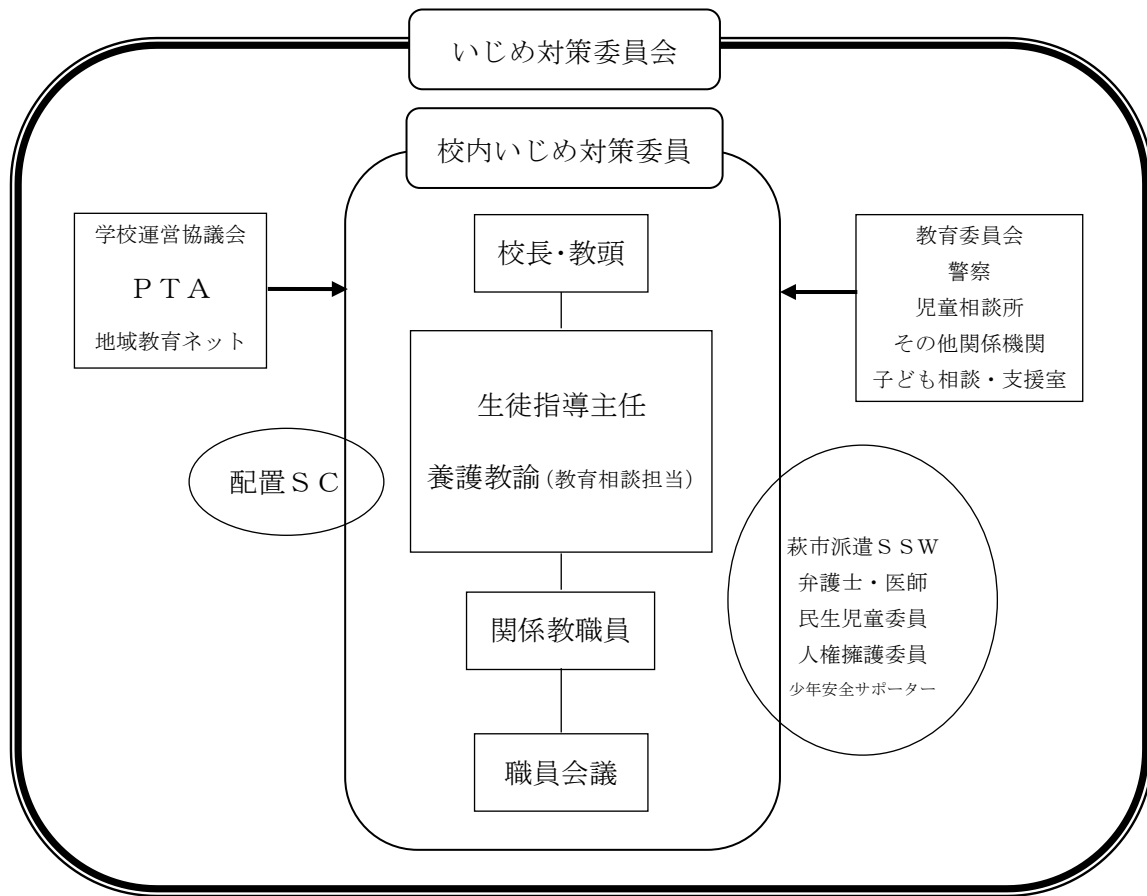 いじめ対策委員会
校内いじめ対策委員
学校運営協議会
ＰＴＡ
地域教育ネット
校長・教頭
教育委員会
警察
児童相談所
その他関係機関
子ども相談・支援室
生徒指導主任
養護教諭(教育相談担当)
配置ＳＣ
萩市派遣ＳＳＷ
弁護士・医師
民生児童委員
人権擁護委員
少年安全サポーター
関係教職員
職員会議